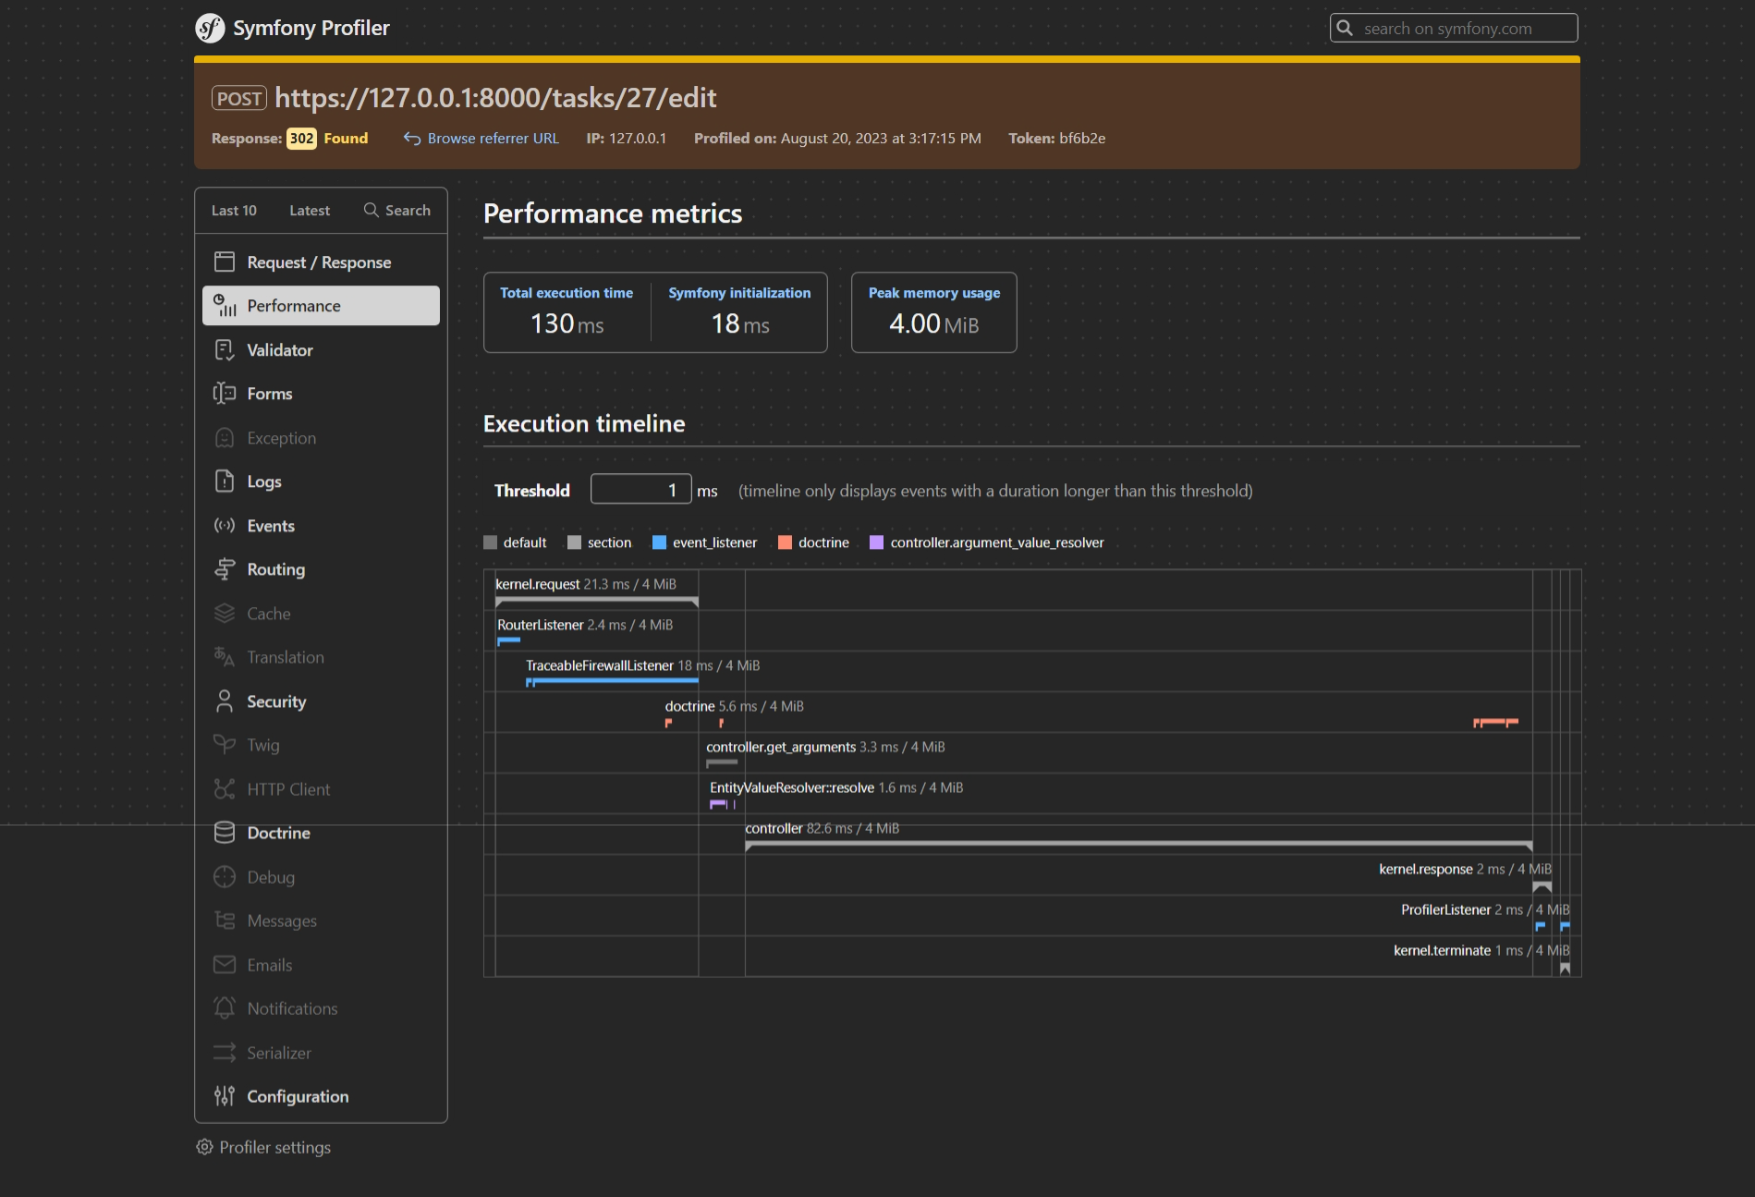 Symfony Profiler
search on symfony.com
POST https://127.0.0.1:8000/tasks/27/edit
Response: 302 Found Browse referrer URL IP: 127.0.0.1 Profiled on: August 20, 2023 at 3:17:15 PM Token: bf6b2e
Last 10 Latest Search
Request / Response
Performance
Validator
Forms
Exception
Logs
Events
Routing
Cache
Translation
Security
Twig
HTTP Client
Doctrine
Debug
Messages
Emails
Notifications
Serializer
Configuration
Profiler settings
Performance metrics
Total execution time Symfony initialization Peak memory usage
130 ms 18 ms 4.00 MiB
Execution timeline
Threshold 1 ms (timeline only displays events with a duration longer than this threshold)
default section event_listener doctrine controller.argument_value_resolver
kernel.request 21.3 ms / 4 MiB
RouterListener 2.4 ms / 4 MiB
TraceableFirewallListener 18 ms / 4 MiB
doctrine 5.6 ms / 4 MiB
controller.get_arguments 3.3 ms / 4 MiB
EntityValueResolver::resolve 1.6 ms / 4 MiB
controller 82.6 ms / 4 MiB
kernel.response 2 ms / 4 MiB
ProfilerListener 2 ms / 4 MiB
kernel.terminate 1 ms / 4 MiB